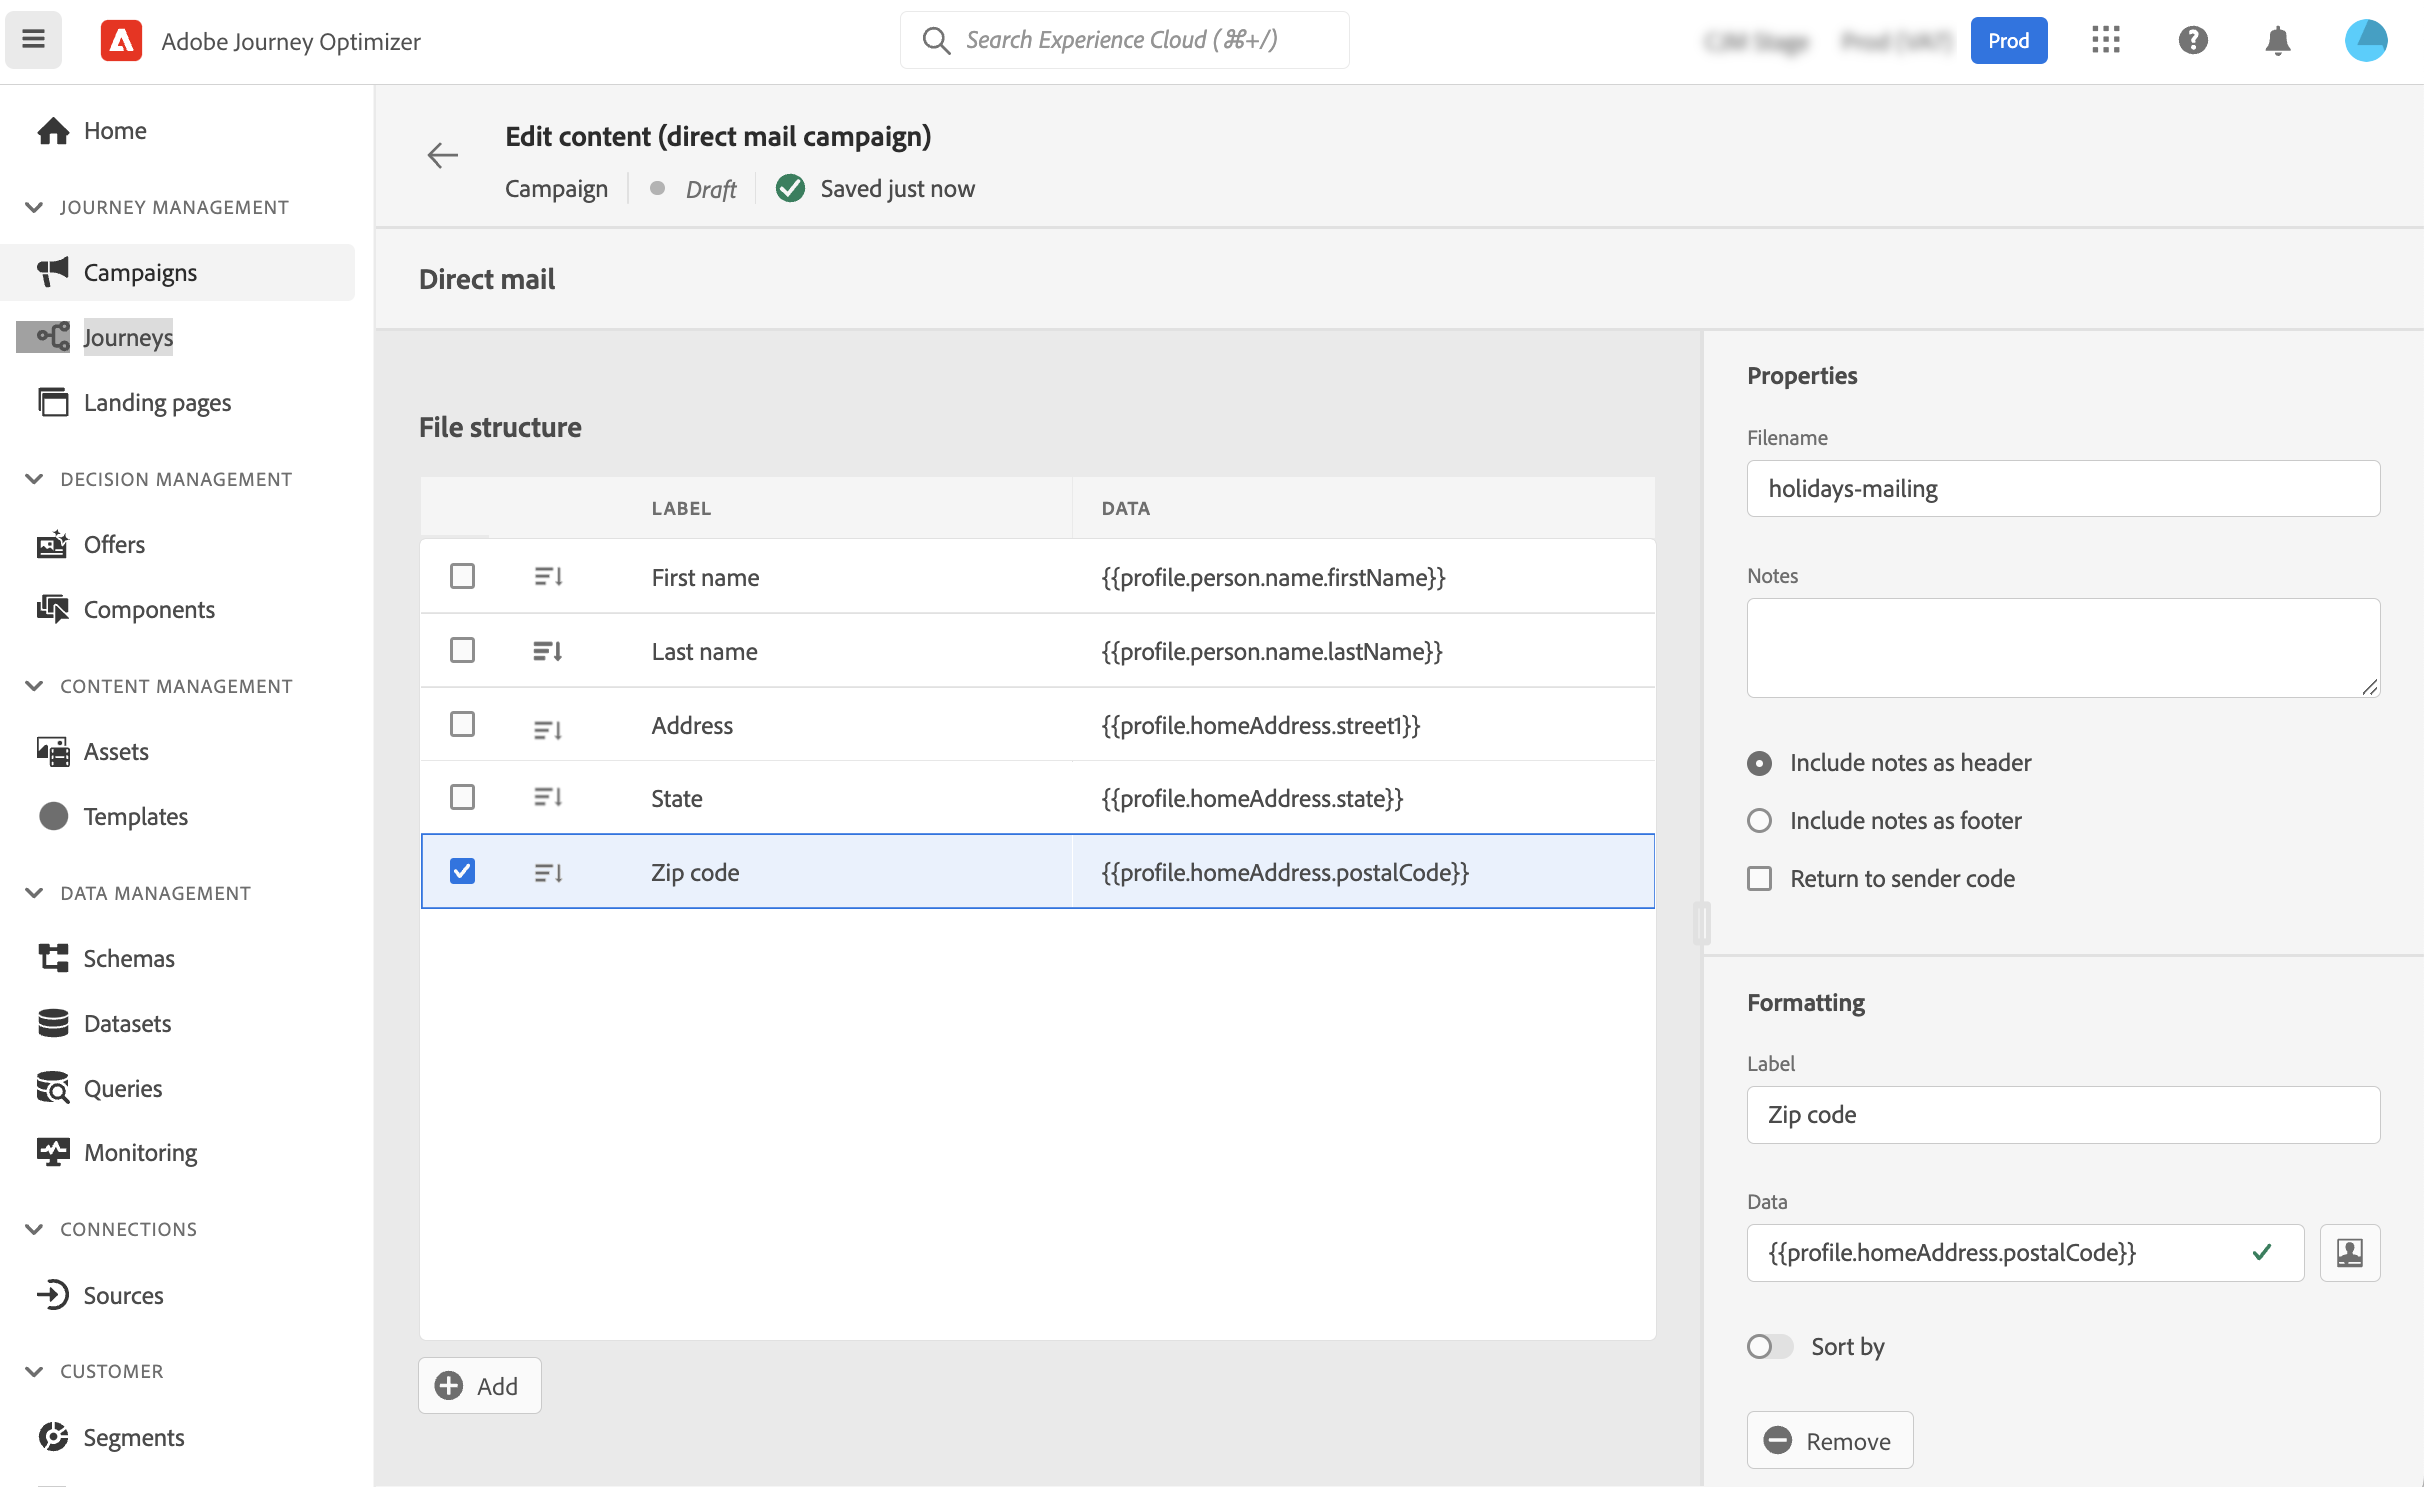 Adobe Journey Optimizer
Search Experience Cloud (⌘+/)
Prod
Home
JOURNEY MANAGEMENT
Campaigns
Journeys
Landing pages
DECISION MANAGEMENT
Offers
Components
CONTENT MANAGEMENT
Assets
Templates
DATA MANAGEMENT
Schemas
Datasets
Queries
Monitoring
CONNECTIONS
Sources
CUSTOMER
Segments
Edit content (direct mail campaign)
Campaign Draft Saved just now
Direct mail
File structure
LABEL DATA
First name {{profile.person.name.firstName}}
Last name {{profile.person.name.lastName}}
Address {{profile.homeAddress.street1}}
State {{profile.homeAddress.state}}
Zip code {{profile.homeAddress.postalCode}}
Add
Properties
Filename
holidays-mailing
Notes
Include notes as header
Include notes as footer
Return to sender code
Formatting
Label
Zip code
Data
{{profile.homeAddress.postalCode}}
Sort by
Remove